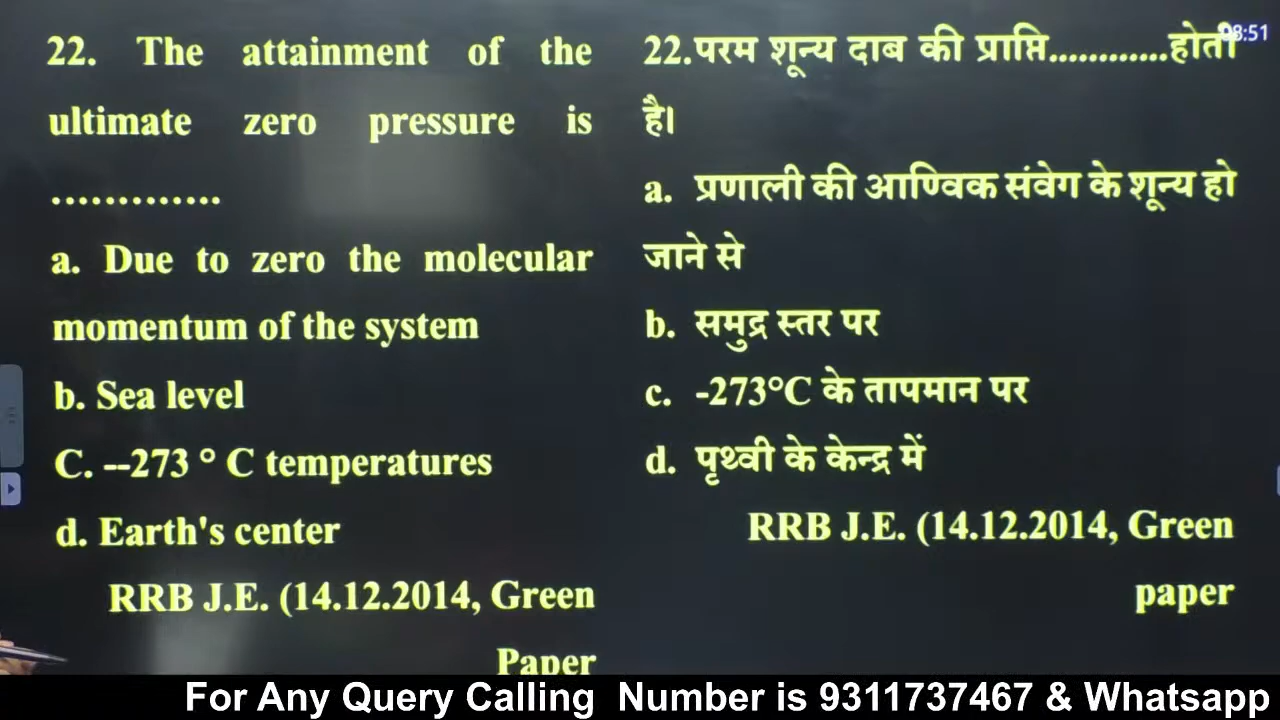 22. The attainment of the
ultimate zero pressure is
.............
a. Due to zero the molecular
momentum of the system
b. Sea level
C. --273 ° C temperatures
d. Earth's center
RRB J.E. (14.12.2014, Green
Paper
22.परम शून्य दाब की प्राप्ति............होती
है।
a. प्रणाली की आण्विक संवेग के शून्य हो
जाने से
b. समुद्र स्तर पर
c. -273°C के तापमान पर
d. पृथ्वी के केन्द्र में
RRB J.E. (14.12.2014, Green
paper
08:51
For Any Query Calling Number is 9311737467 & Whatsapp